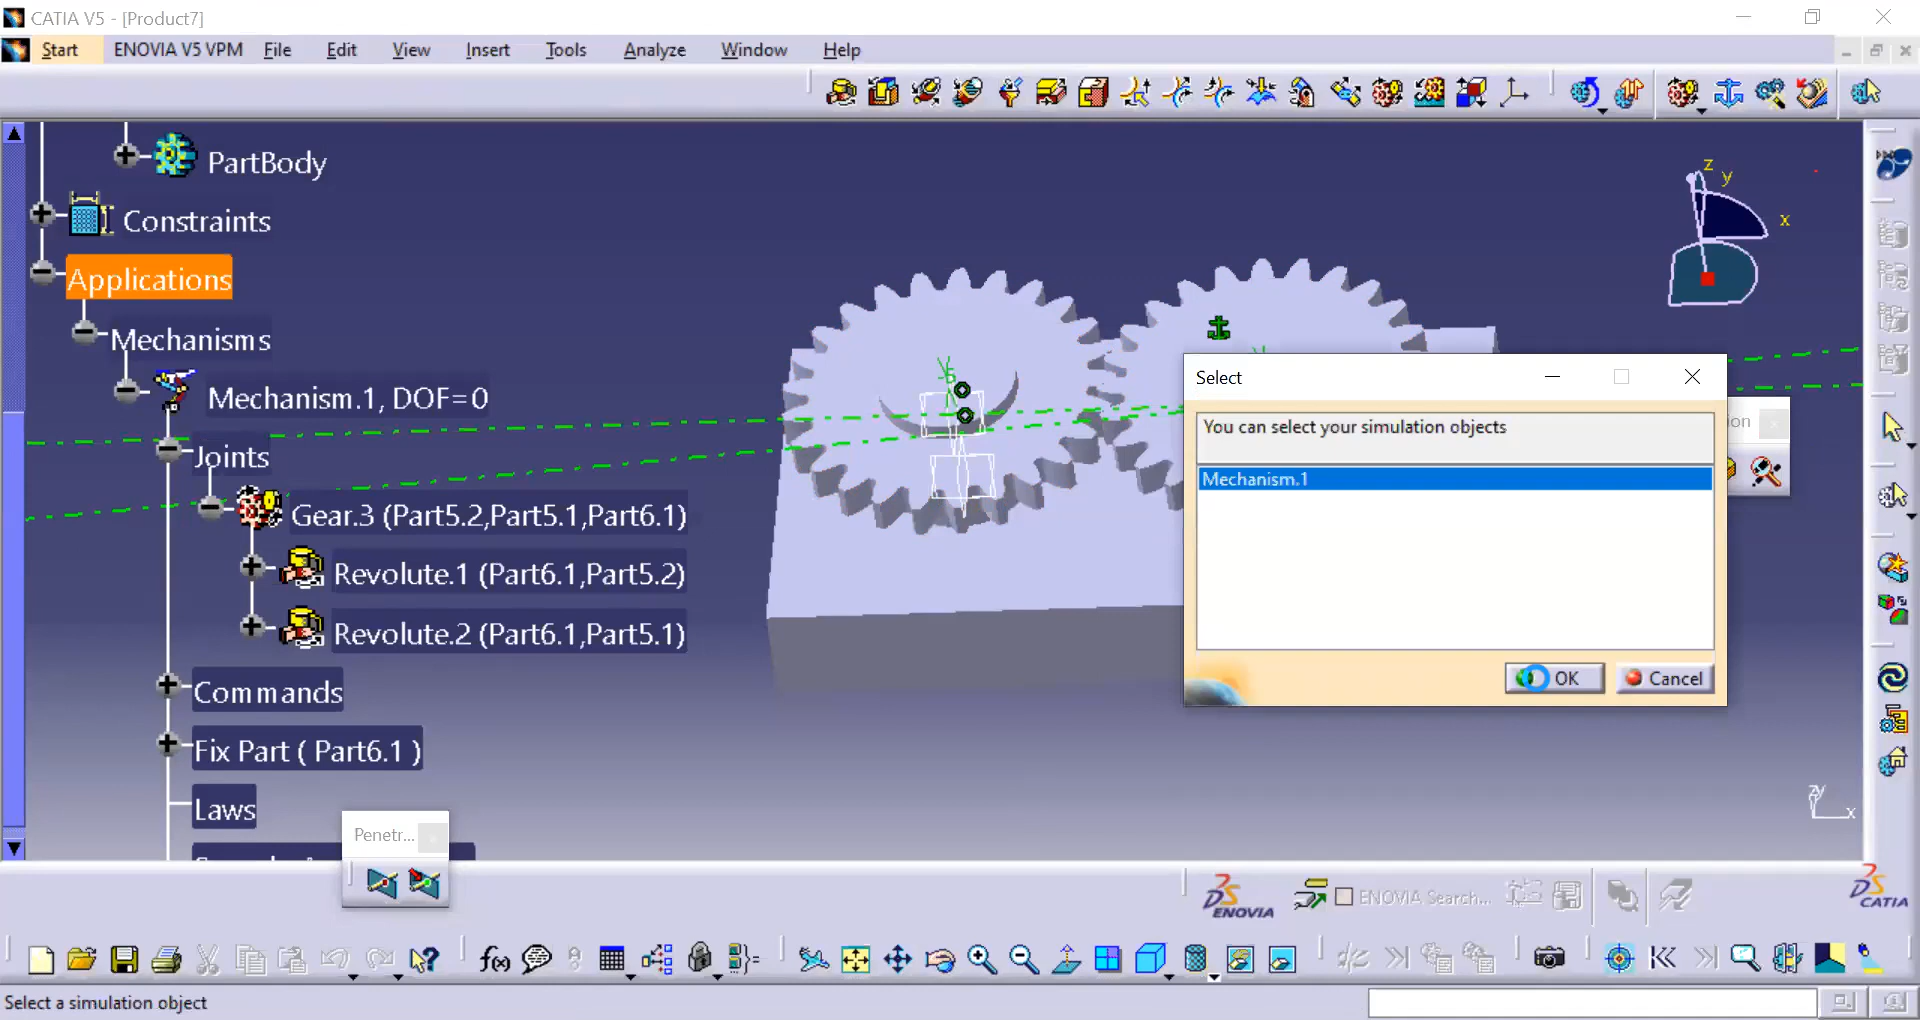 CATIA V5 - [Product7]
Start ENOVIA V5 VPM File Edit View Insert Tools Analyze Window Help
PartBody
Constraints
Applications
Mechanisms
Mechanism.1, DOF=0
Joints
Gear.3 (Part5.2,Part5.1,Part6.1)
Revolute.1 (Part6.1,Part5.2)
Revolute.2 (Part6.1,Part5.1)
Commands
Fix Part ( Part6.1 )
Laws
z
y
x
Select
You can select your simulation objects
Mechanism.1
OK Cancel
ion
Penetr...
x
ENOVIA
ENOVIA Search...
CATIA
f(x)
Select a simulation object